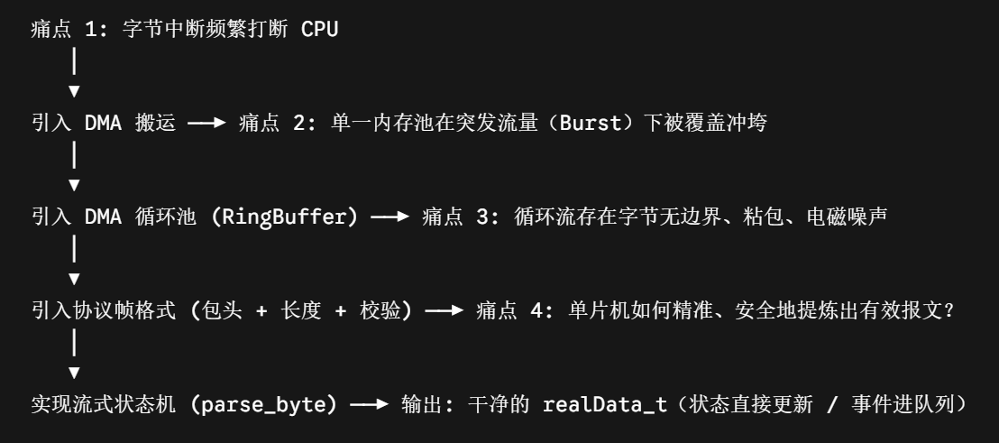 痛点 1: 字节中断频繁打断 CPU
引入 DMA 搬运 ──► 痛点 2: 单一内存池在突发流量（Burst）下被覆盖冲垮
引入 DMA 循环池 (RingBuffer) ──► 痛点 3: 循环流存在字节无边界、粘包、电磁噪声
引入协议帧格式 (包头 + 长度 + 校验) ──► 痛点 4: 单片机如何精准、安全地提炼出有效报文？
实现流式状态机 (parse_byte) ──► 输出: 干净的 realData_t（状态直接更新 / 事件进队列）